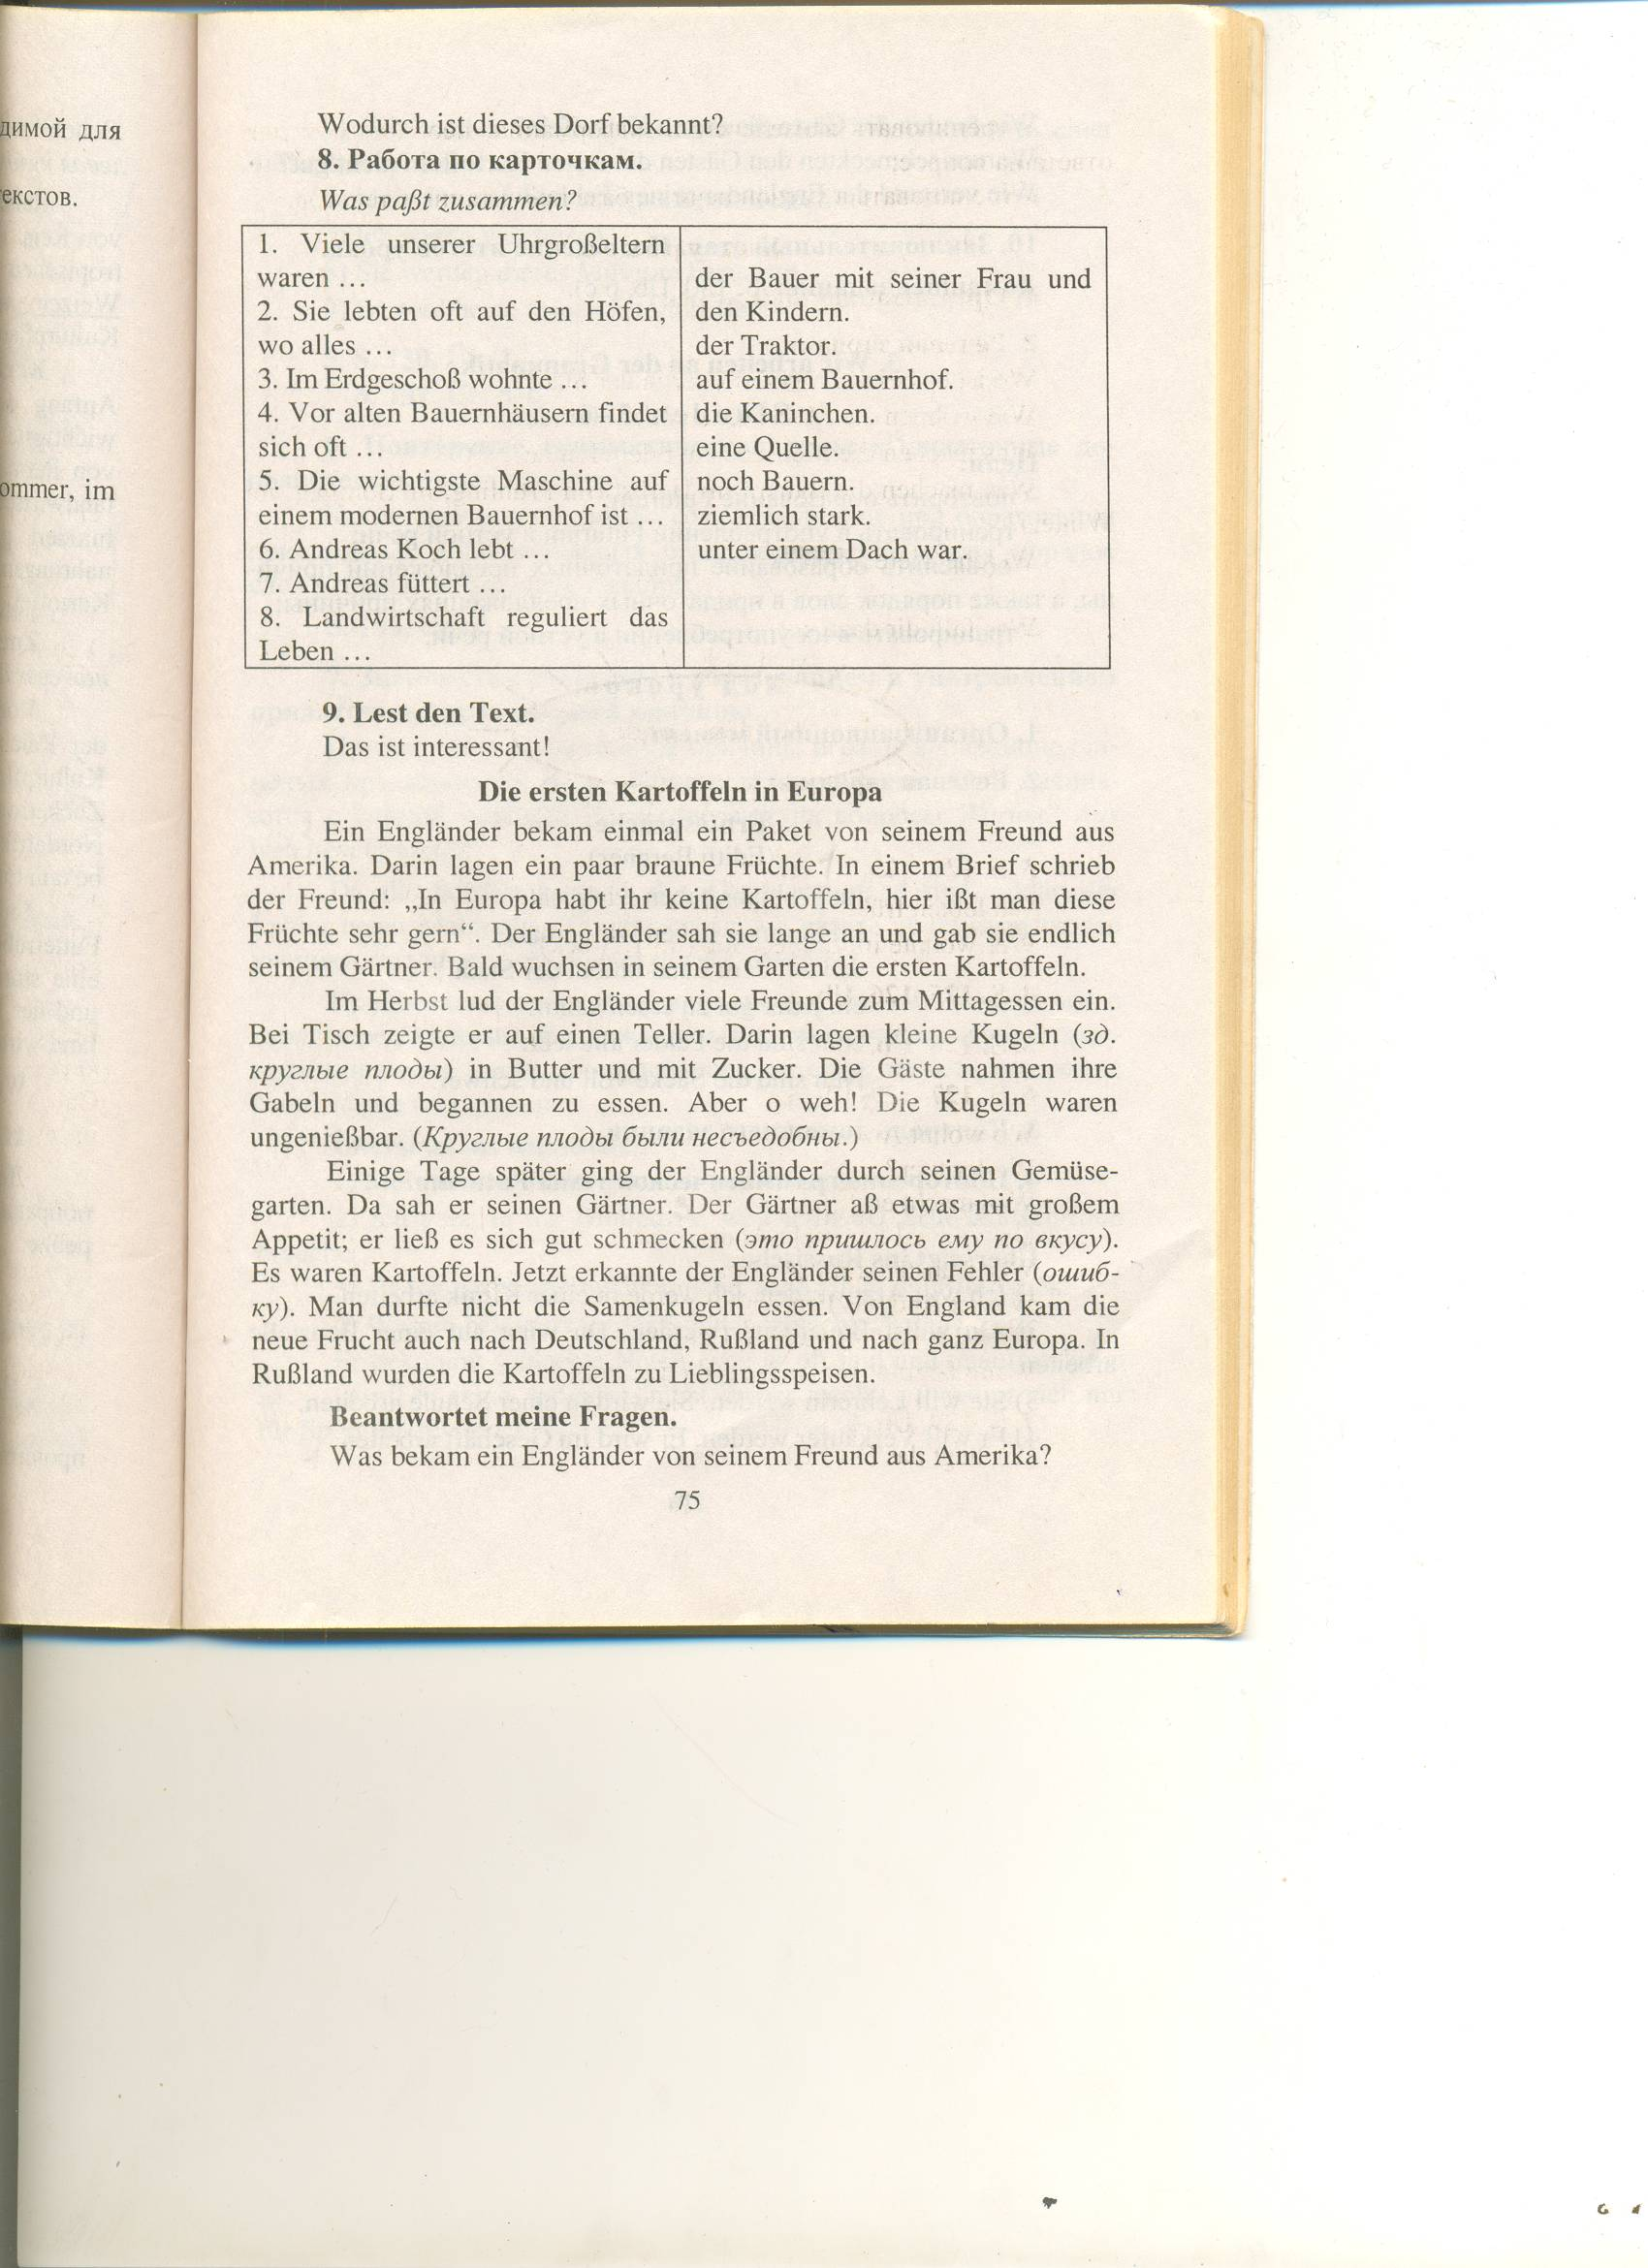 димой для
екстов.
ommer, im
Wodurch ist dieses Dorf bekannt?
8. Работа по карточкам.
Was paßt zusammen?
1. Viele unserer Uhrgroßeltern
waren ...
2. Sie lebten oft auf den Höfen,
wo alles ...
3. Im Erdgeschoß wohnte ...
4. Vor alten Bauernhäusern findet
sich oft ...
5. Die wichtigste Maschine auf
einem modernen Bauernhof ist ...
6. Andreas Koch lebt ...
7. Andreas füttert ...
8. Landwirtschaft reguliert das
Leben ...
der Bauer mit seiner Frau und
den Kindern.
der Traktor.
auf einem Bauernhof.
die Kaninchen.
eine Quelle.
noch Bauern.
ziemlich stark.
unter einem Dach war.
9. Lest den Text.
Das ist interessant!
Die ersten Kartoffeln in Europa
Ein Engländer bekam einmal ein Paket von seinem Freund aus
Amerika. Darin lagen ein paar braune Früchte. In einem Brief schrieb
der Freund: „In Europa habt ihr keine Kartoffeln, hier ißt man diese
Früchte sehr gern“. Der Engländer sah sie lange an und gab sie endlich
seinem Gärtner. Bald wuchsen in seinem Garten die ersten Kartoffeln.
Im Herbst lud der Engländer viele Freunde zum Mittagessen ein.
Bei Tisch zeigte er auf einen Teller. Darin lagen kleine Kugeln (зд.
круглые плоды) in Butter und mit Zucker. Die Gäste nahmen ihre
Gabeln und begannen zu essen. Aber o weh! Die Kugeln waren
ungenießbar. (Круглые плоды были несъедобны.)
Einige Tage später ging der Engländer durch seinen Gemüse-
garten. Da sah er seinen Gärtner. Der Gärtner aß etwas mit großem
Appetit; er ließ es sich gut schmecken (это пришлось ему по вкусу).
Es waren Kartoffeln. Jetzt erkannte der Engländer seinen Fehler (ошиб-
ку). Man durfte nicht die Samenkugeln essen. Von England kam die
neue Frucht auch nach Deutschland, Rußland und nach ganz Europa. In
Rußland wurden die Kartoffeln zu Lieblingsspeisen.
Beantwortet meine Fragen.
Was bekam ein Engländer von seinem Freund aus Amerika?
75